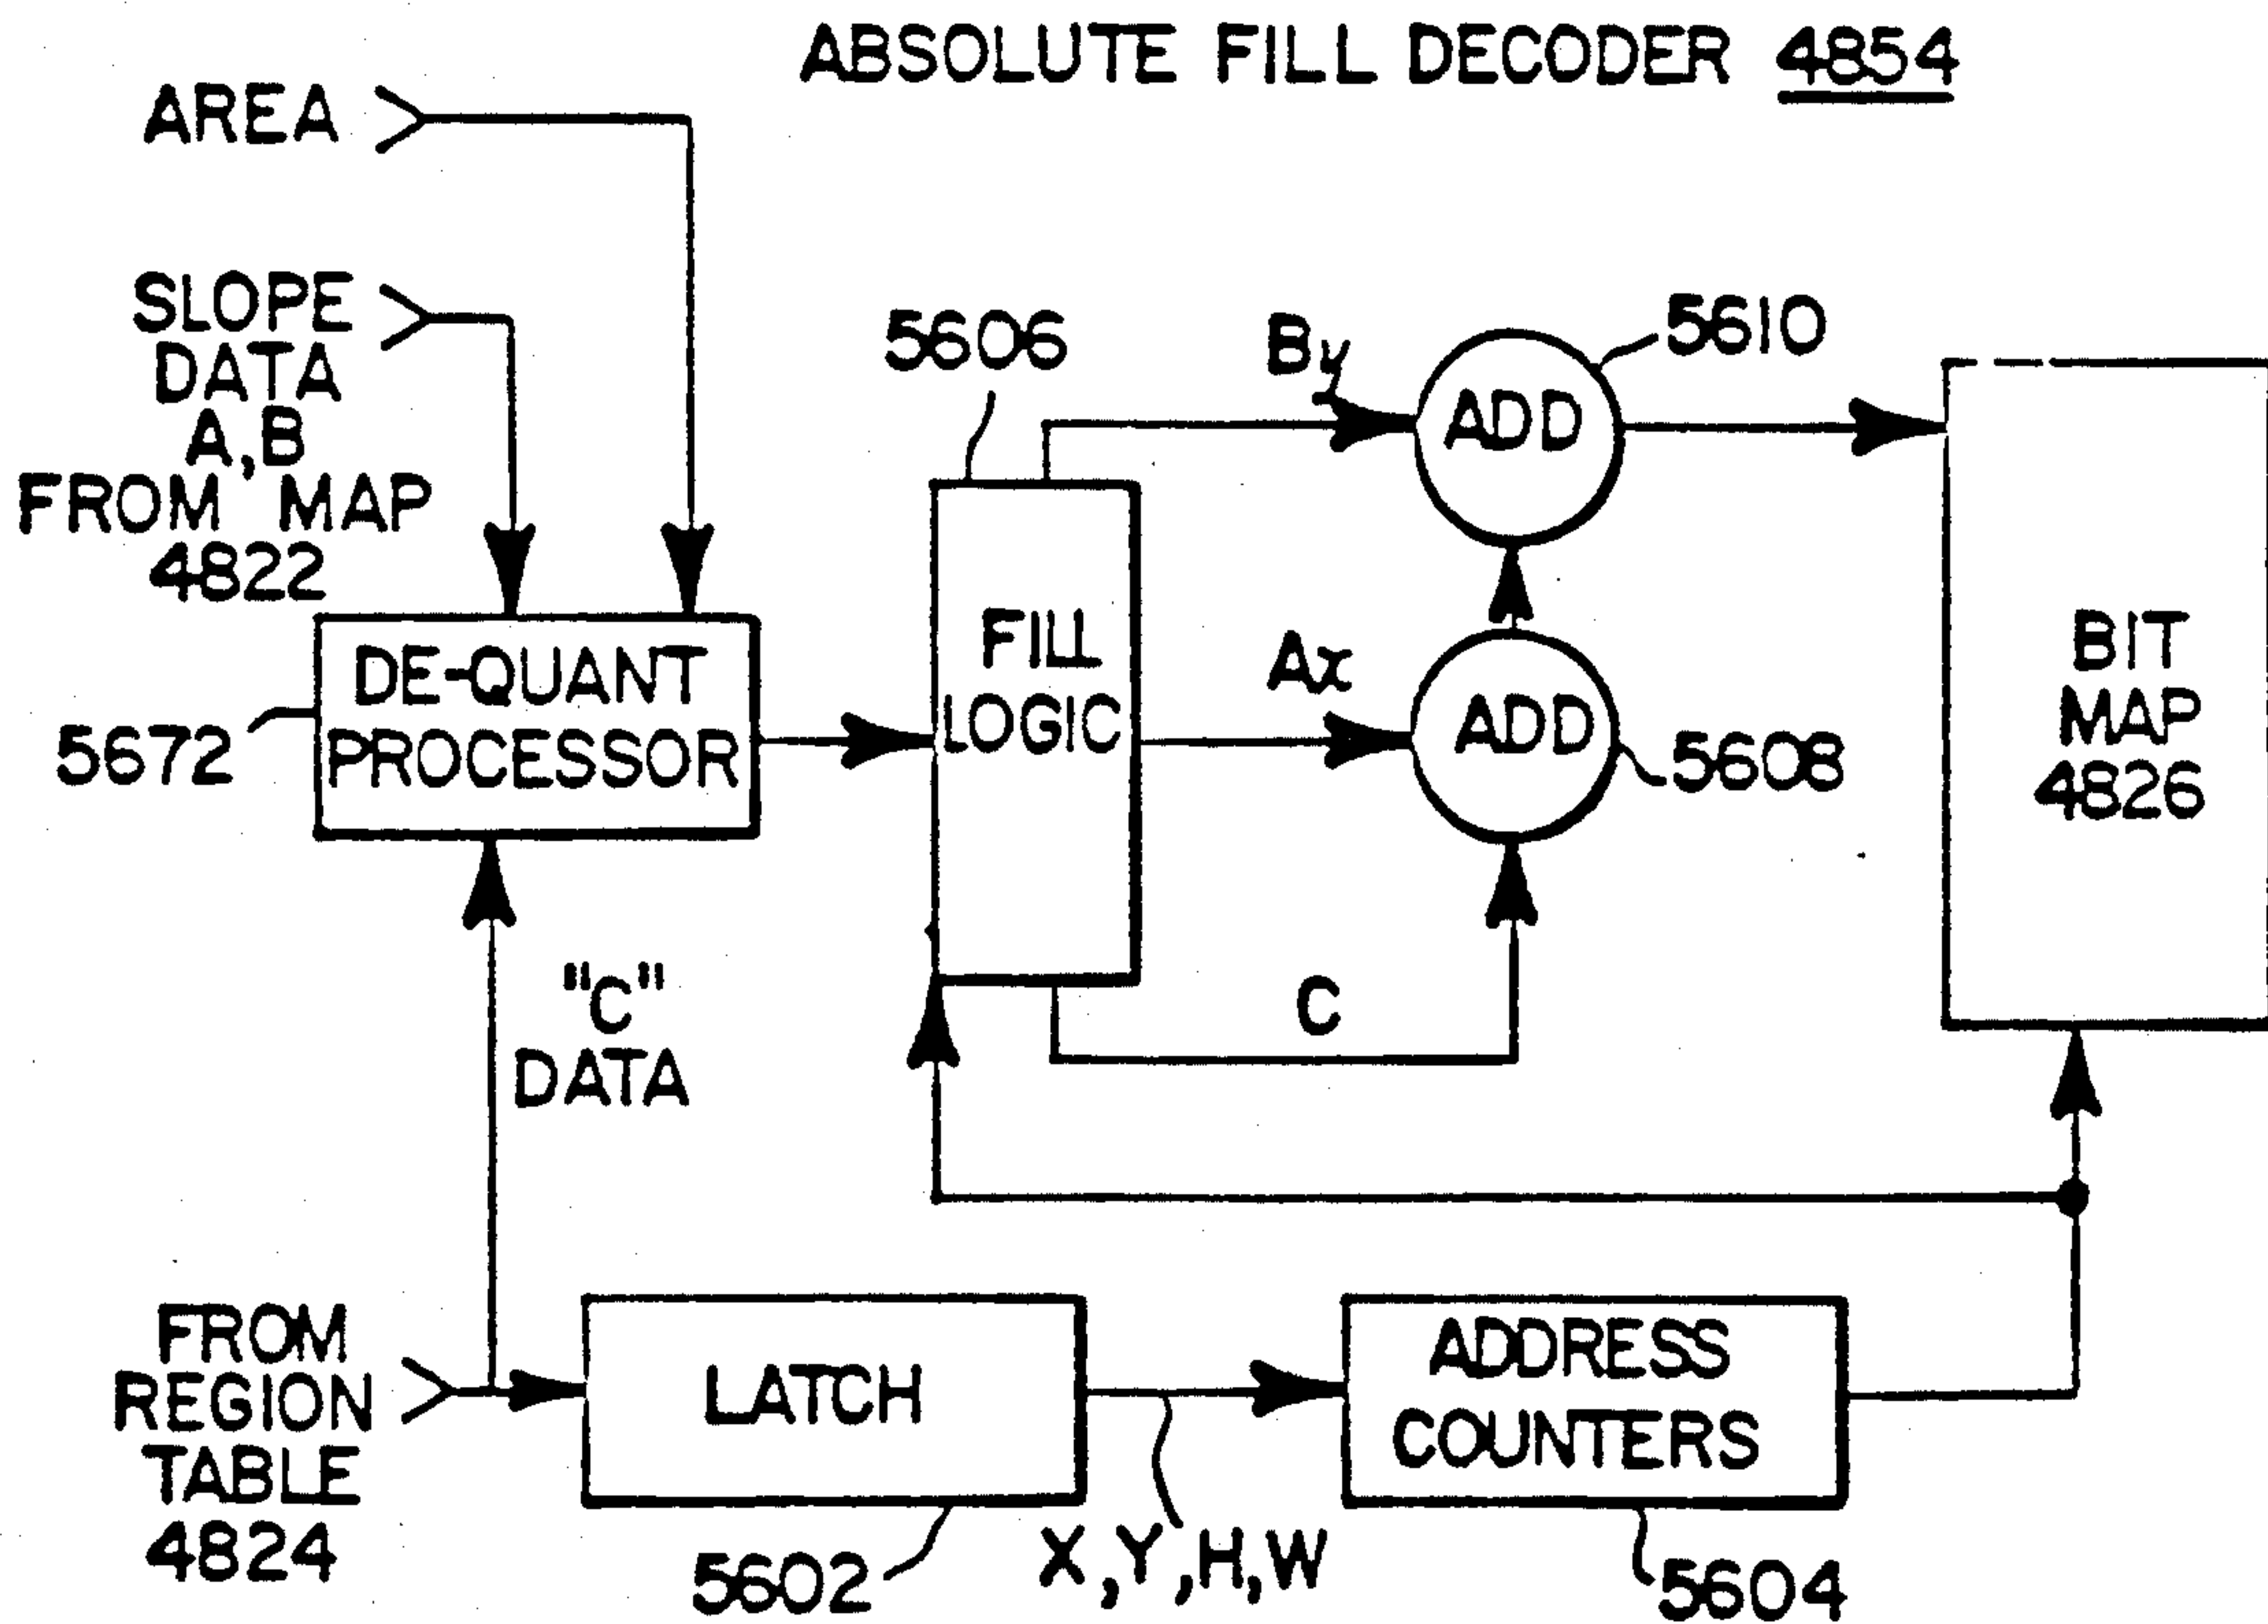 ABSOLUTE FILL DECODER 4854
AREA
SLOPE
DATA
A,B
FROM MAP
4822
5606
By
5610
ADD
DE-QUANT
PROCESSOR
5672
FILL
LOGIC
Ax
ADD
5608
BIT
MAP
4826
"C"
DATA
C
FROM
REGION
TABLE
4824
LATCH
5602
X,Y,H,W
ADDRESS
COUNTERS
5604